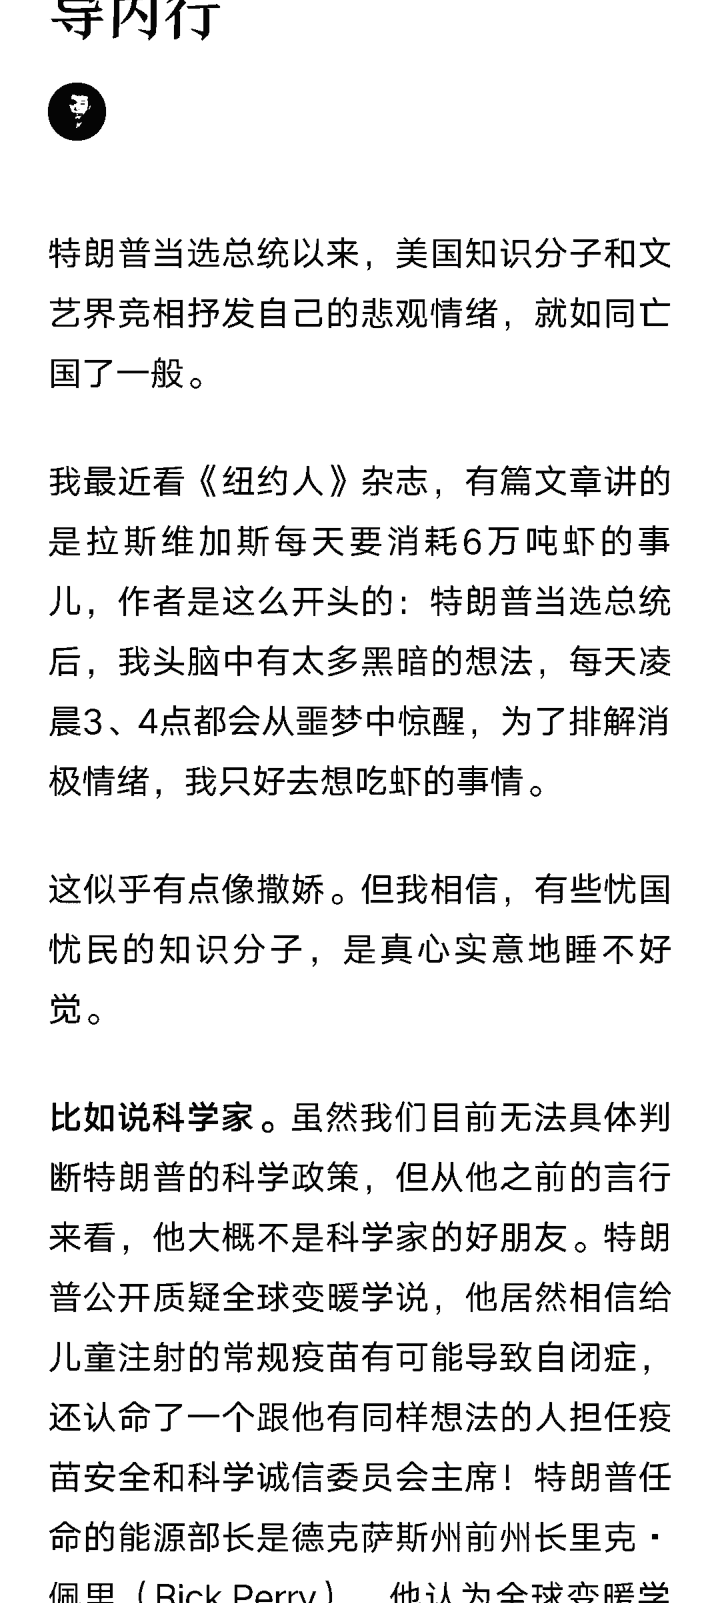 导内行
特朗普当选总统以来，美国知识分子和文
艺界竞相抒发自己的悲观情绪，就如同亡
国了一般。
我最近看《纽约人》杂志，有篇文章讲的
是拉斯维加斯每天要消耗6万吨虾的事
儿，作者是这么开头的：特朗普当选总统
后，我头脑中有太多黑暗的想法，每天凌
晨3、4点都会从噩梦中惊醒，为了排解消
极情绪，我只好去想吃虾的事情。
这似乎有点像撒娇。但我相信，有些忧国
忧民的知识分子，是真心实意地睡不好
觉。
比如说科学家。虽然我们目前无法具体判
断特朗普的科学政策，但从他之前的言行
来看，他大概不是科学家的好朋友。特朗
普公开质疑全球变暖学说，他居然相信给
儿童注射的常规疫苗有可能导致自闭症，
还认命了一个跟他有同样想法的人担任疫
苗安全和科学诚信委员会主席！特朗普任
命的能源部长是德克萨斯州前州长里克·
佩里（Rick Perry），他认为全球变暖学